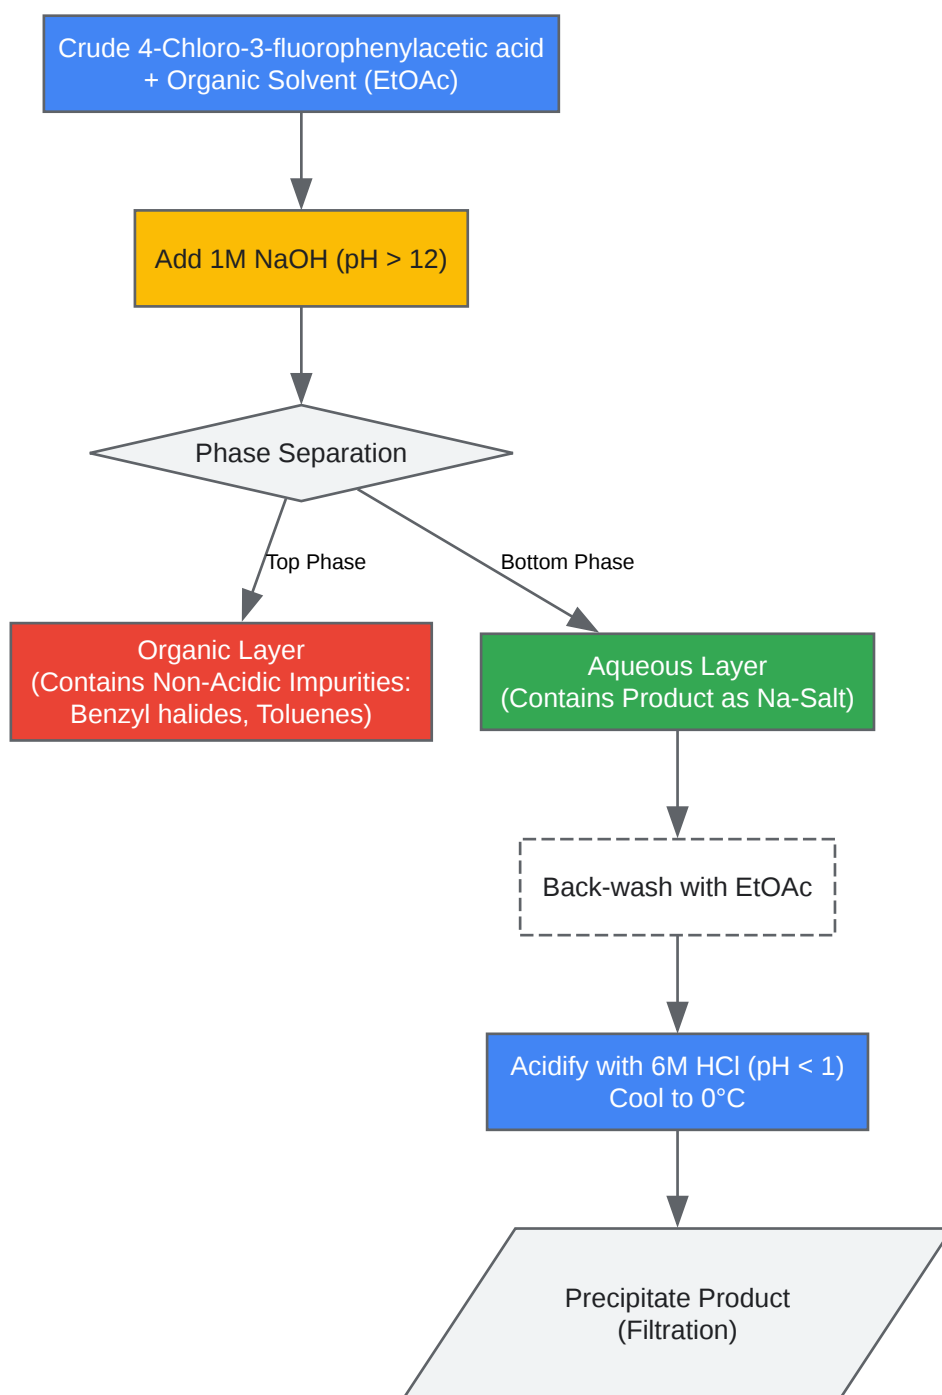 Crude 4-Chloro-3-fluorophenylacetic acid
+ Organic Solvent (EtOAc)
Add 1M NaOH (pH > 12)
Phase Separation
Top Phase
Bottom Phase
Organic Layer
(Contains Non-Acidic Impurities:
Benzyl halides, Toluenes)
Aqueous Layer
(Contains Product as Na-Salt)
Back-wash with EtOAc
Acidify with 6M HCl (pH < 1)
Cool to 0°C
Precipitate Product
(Filtration)